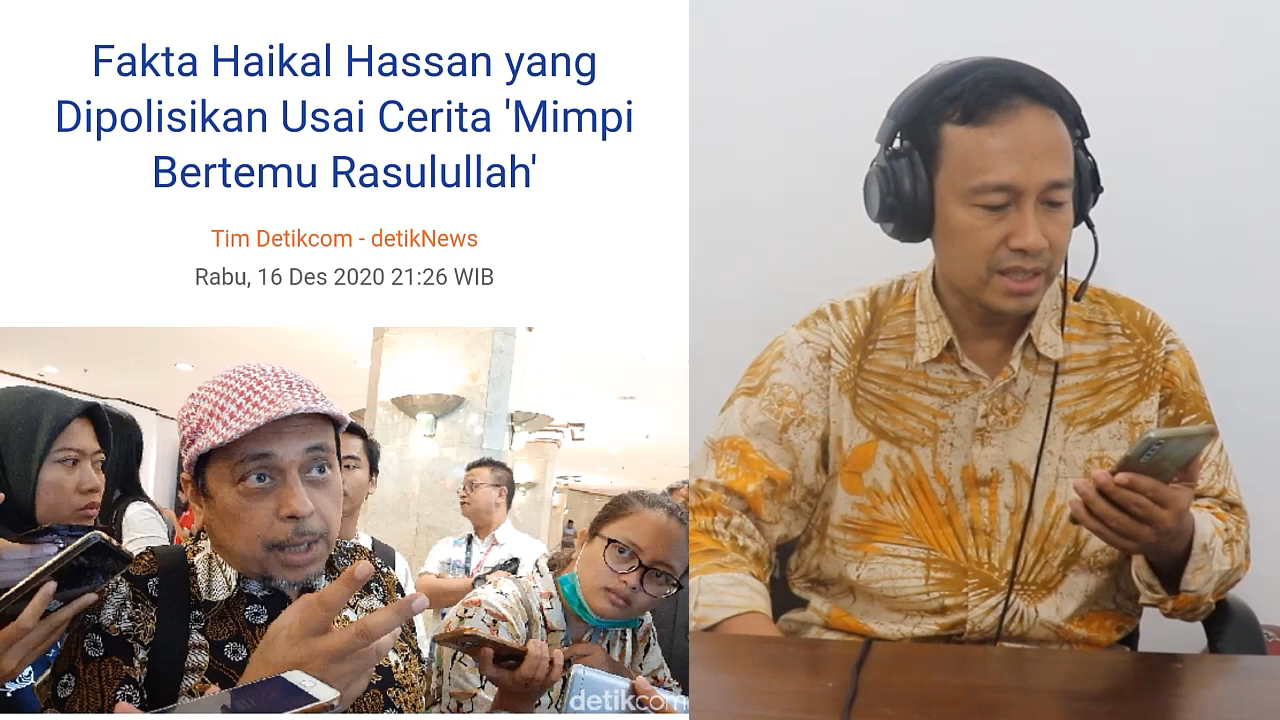 Fakta Haikal Hassan yang
Dipolisikan Usai Cerita 'Mimpi
Bertemu Rasulullah'
Tim Detikcom - detikNews
Rabu, 16 Des 2020 21:26 WIB
detikcom